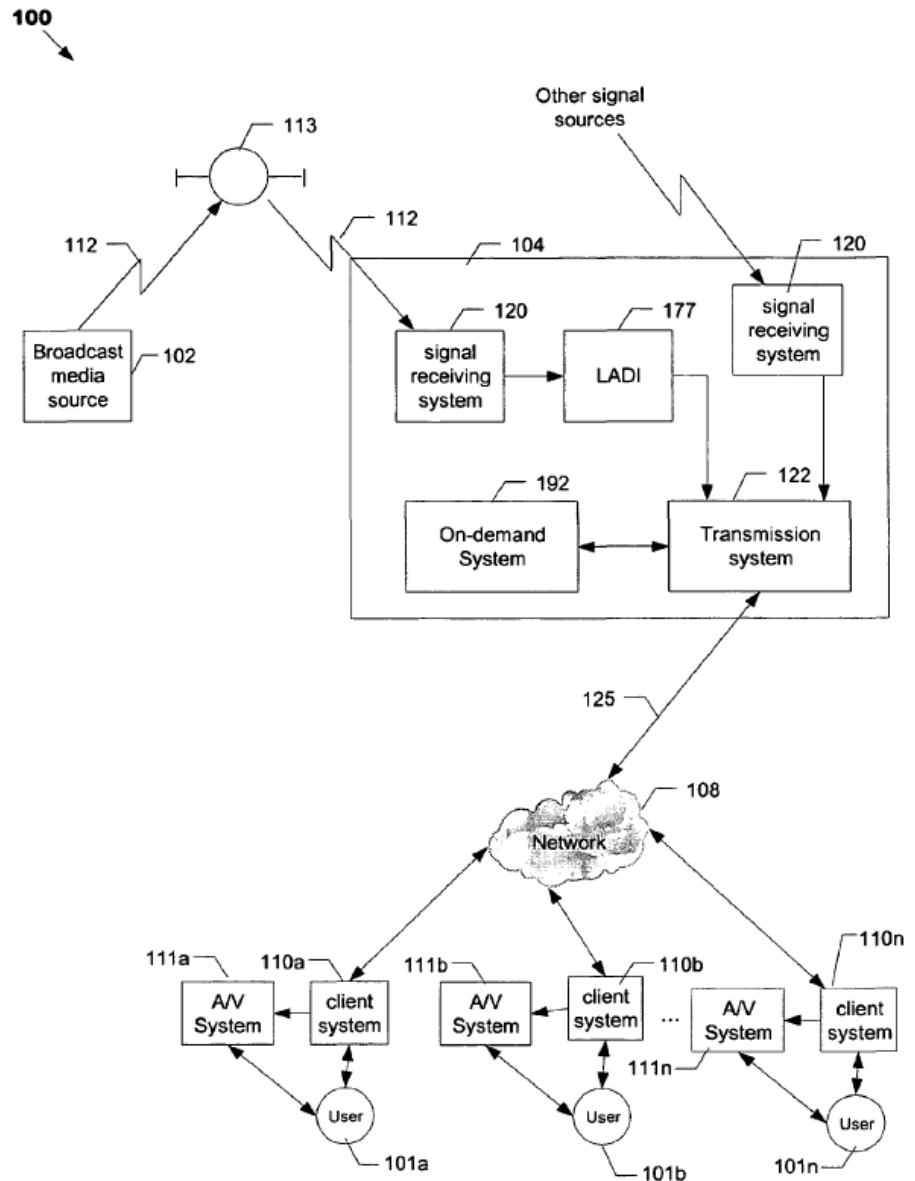 100
113
Other signal
sources
112
112
104
120
Broadcast
media
source
102
120
signal
receiving
system
177
LADI
signal
receiving
system
192
On-demand
System
122
Transmission
system
125
108
Network
111a
A/V
System
110a
client
system
User
101a
111b
A/V
System
110b
client
system
User
101b
...
A/V
System
111n
110n
client
system
User
101n